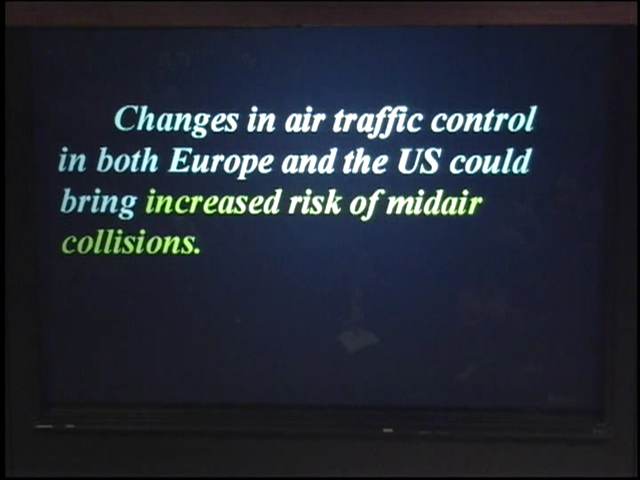 Changes in air traffic control
in both Europe and the US could
bring increased risk of midair
collisions.